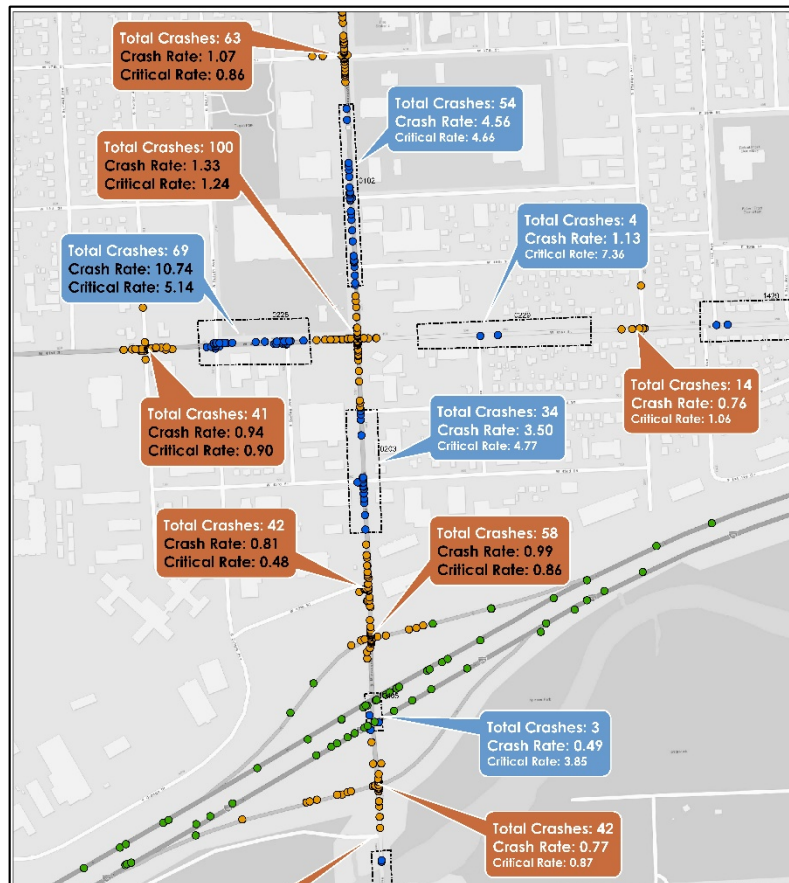 Total Crashes: 63
Crash Rate: 1.07
Critical Rate: 0.86
Total Crashes: 54
Crash Rate: 4.56
Critical Rate: 4.66
Total Crashes: 100
Crash Rate: 1.33
Critical Rate: 1.24
0102
Total Crashes: 4
Crash Rate: 1.13
Critical Rate: 7.36
Total Crashes: 69
Crash Rate: 10.74
Critical Rate: 5.14
Total Crashes: 14
Crash Rate: 0.76
Critical Rate: 1.06
Total Crashes: 41
Crash Rate: 0.94
Critical Rate: 0.90
Total Crashes: 34
Crash Rate: 3.50
Critical Rate: 4.77
0203
Total Crashes: 42
Crash Rate: 0.81
Critical Rate: 0.48
Total Crashes: 58
Crash Rate: 0.99
Critical Rate: 0.86
Total Crashes: 3
Crash Rate: 0.49
Critical Rate: 3.85
Total Crashes: 42
Crash Rate: 0.77
Critical Rate: 0.87